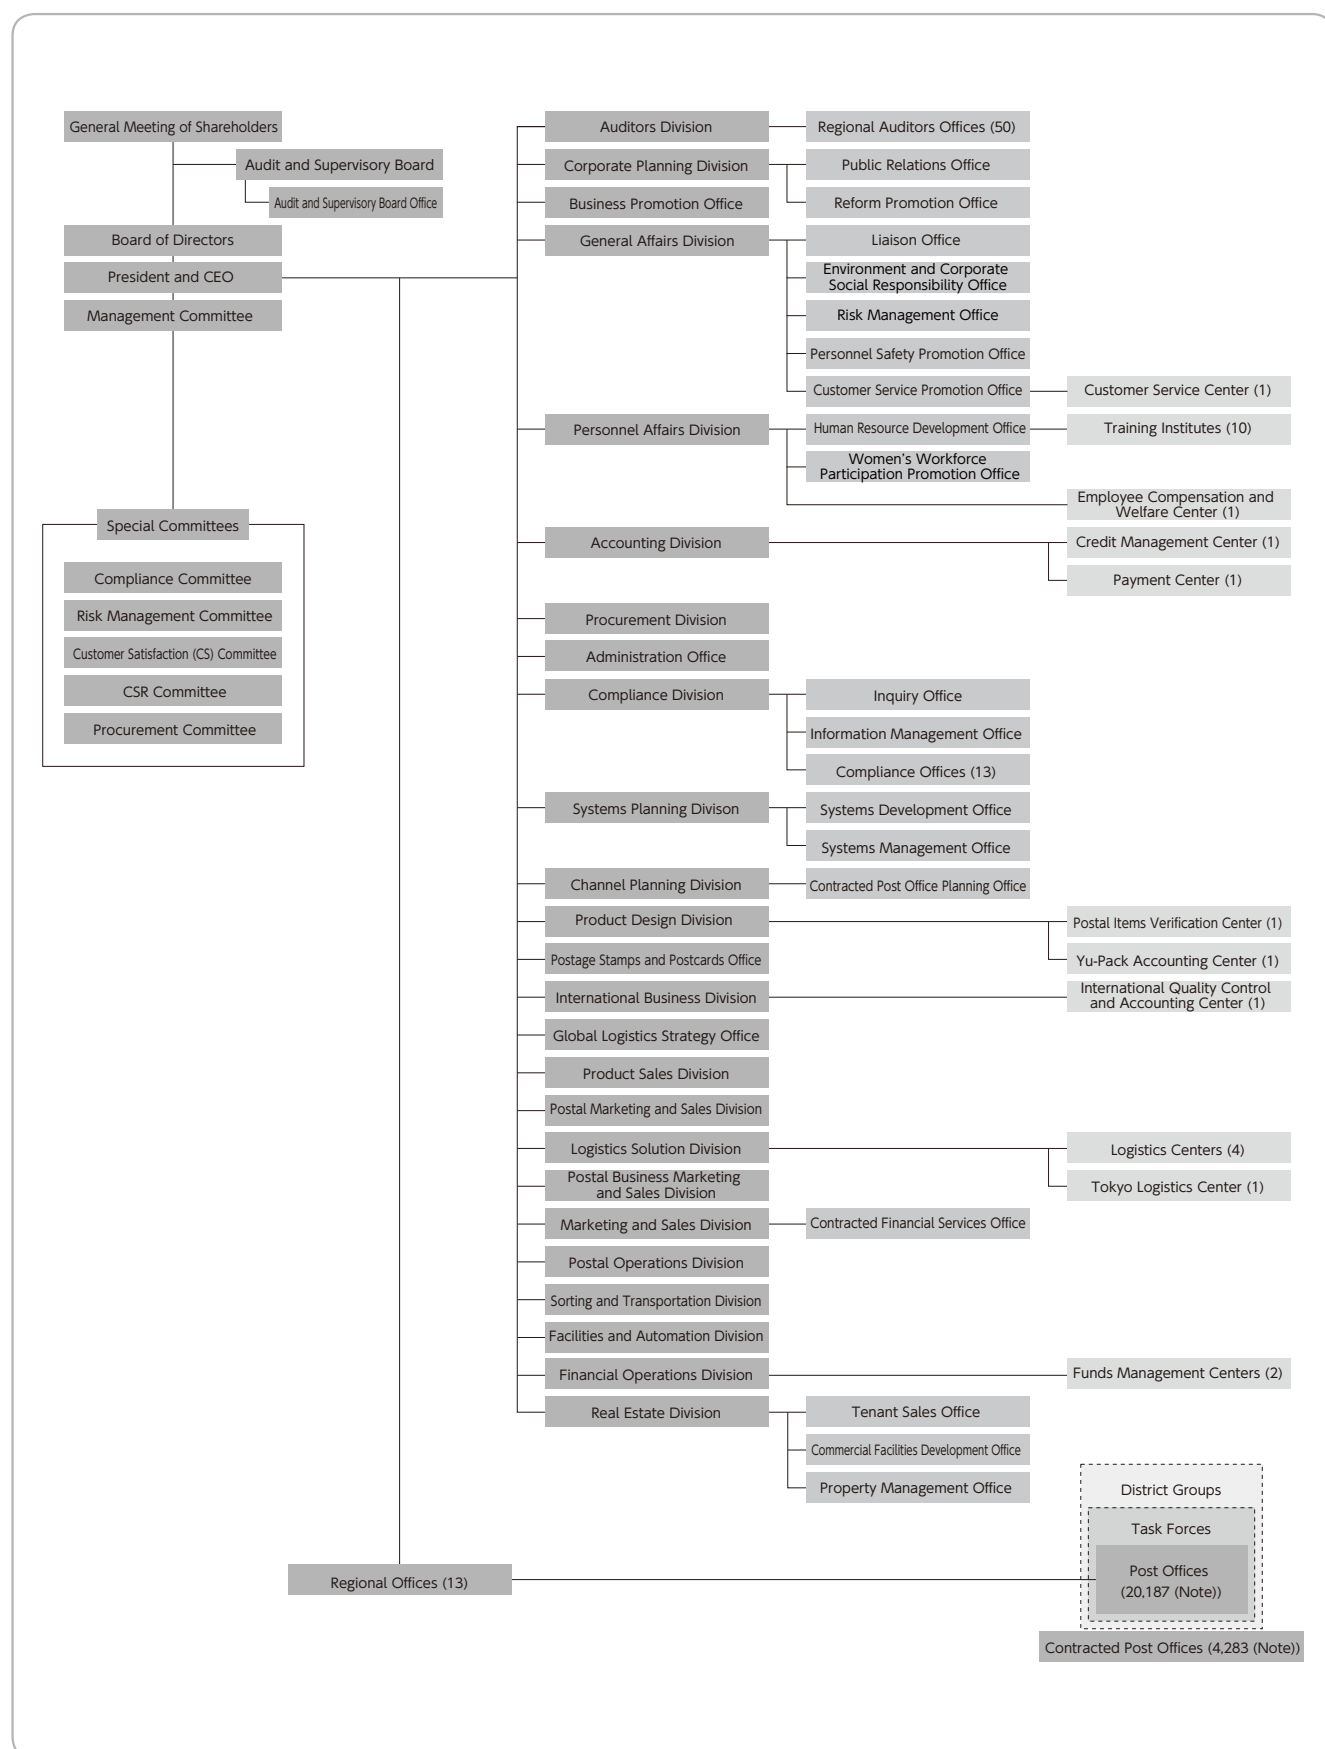 General Meeting of Shareholders
Audit and Supervisory Board
Audit and Supervisory Board Office
Board of Directors
President and CEO
Management Committee
Special Committees
Compliance Committee
Risk Management Committee
Customer Satisfaction (CS) Committee
CSR Committee
Procurement Committee
Auditors Division
Regional Auditors Offices (50)
Corporate Planning Division
Public Relations Office
Reform Promotion Office
Business Promotion Office
General Affairs Division
Liaison Office
Environment and Corporate
Social Responsibility Office
Risk Management Office
Personnel Safety Promotion Office
Customer Service Promotion Office
Customer Service Center (1)
Personnel Affairs Division
Human Resource Development Office
Training Institutes (10)
Women's Workforce
Participation Promotion Office
Employee Compensation and
Welfare Center (1)
Accounting Division
Credit Management Center (1)
Payment Center (1)
Procurement Division
Administration Office
Compliance Division
Inquiry Office
Information Management Office
Compliance Offices (13)
Systems Planning Divison
Systems Development Office
Systems Management Office
Channel Planning Division
Contracted Post Office Planning Office
Product Design Division
Postal Items Verification Center (1)
Yu-Pack Accounting Center (1)
Postage Stamps and Postcards Office
International Business Division
International Quality Control
and Accounting Center (1)
Global Logistics Strategy Office
Product Sales Division
Postal Marketing and Sales Division
Logistics Solution Division
Logistics Centers (4)
Tokyo Logistics Center (1)
Postal Business Marketing
and Sales Division
Marketing and Sales Division
Contracted Financial Services Office
Postal Operations Division
Sorting and Transportation Division
Facilities and Automation Division
Financial Operations Division
Funds Management Centers (2)
Real Estate Division
Tenant Sales Office
Commercial Facilities Development Office
Property Management Office
Regional Offices (13)
District Groups
Task Forces
Post Offices
(20,187 (Note))
Contracted Post Offices (4,283 (Note))